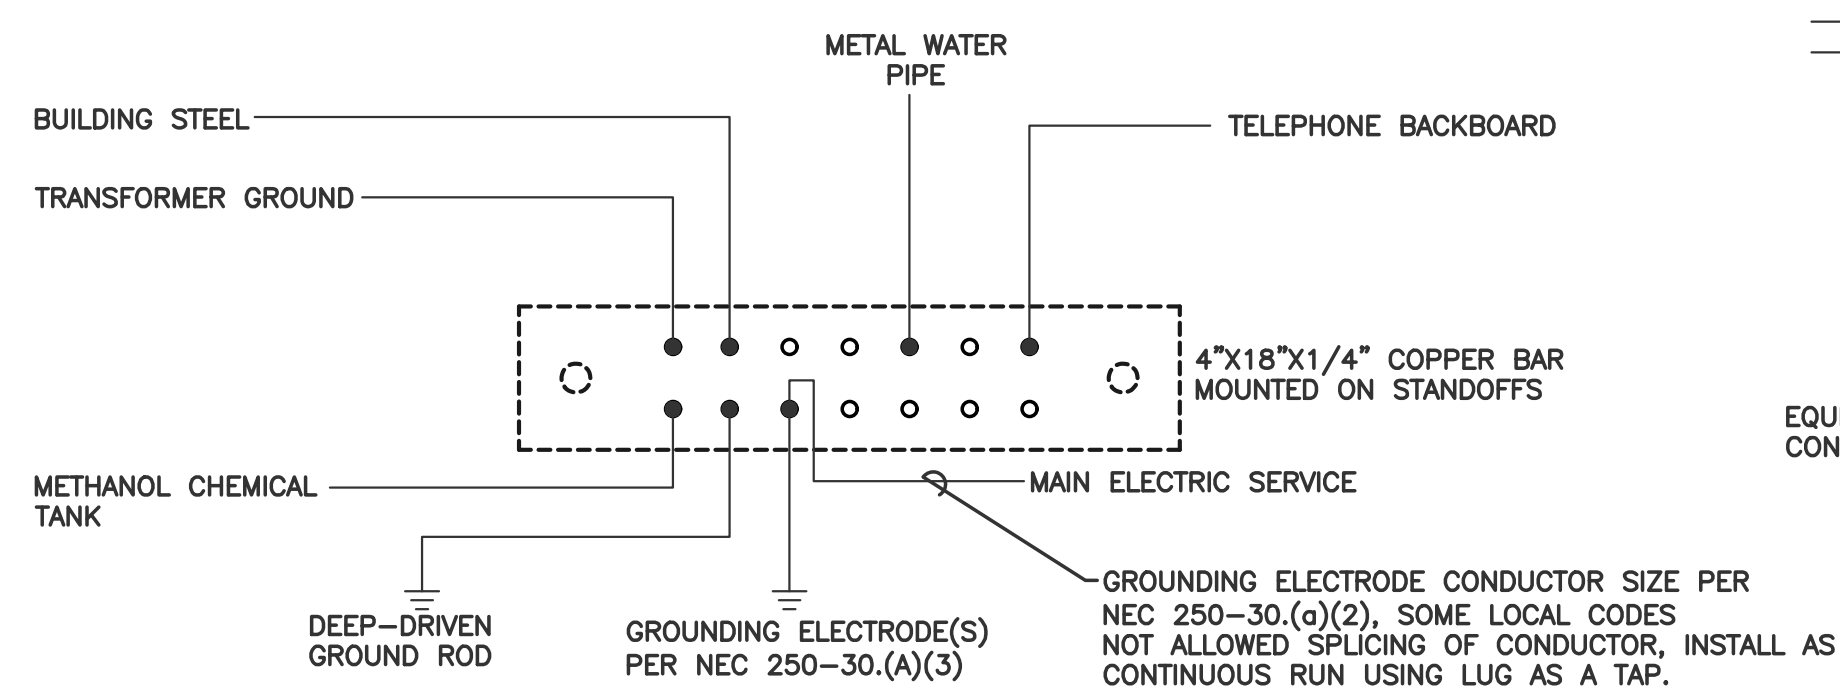 METAL WATER
PIPE
BUILDING STEEL
TELEPHONE BACKBOARD
TRANSFORMER GROUND
4”X18”X1/4” COPPER BAR
MOUNTED ON STANDOFFS
METHANOL CHEMICAL
TANK
MAIN ELECTRIC SERVICE
DEEP–DRIVEN
GROUND ROD
GROUNDING ELECTRODE(S)
PER NEC 250–30.(A)(3)
GROUNDING ELECTRODE CONDUCTOR SIZE PER
NEC 250–30.(a)(2), SOME LOCAL CODES
NOT ALLOWED SPLICING OF CONDUCTOR, INSTALL AS
CONTINUOUS RUN USING LUG AS A TAP.